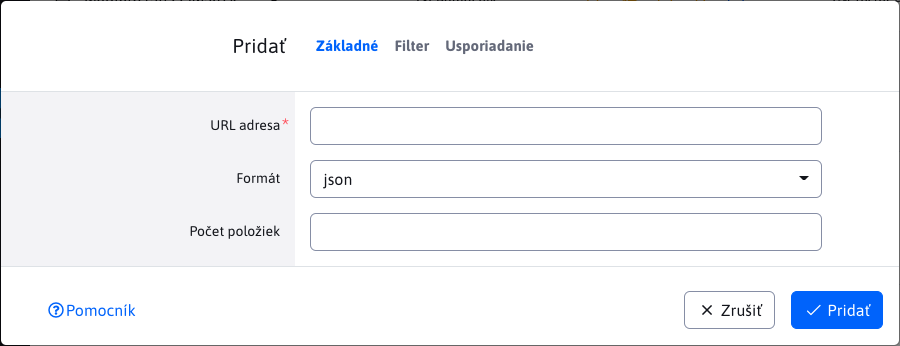 Pridať Základné Filter Usporiadanie
URL adresa*
Formát json
Počet položiek
Pomocník Zrušiť Pridať